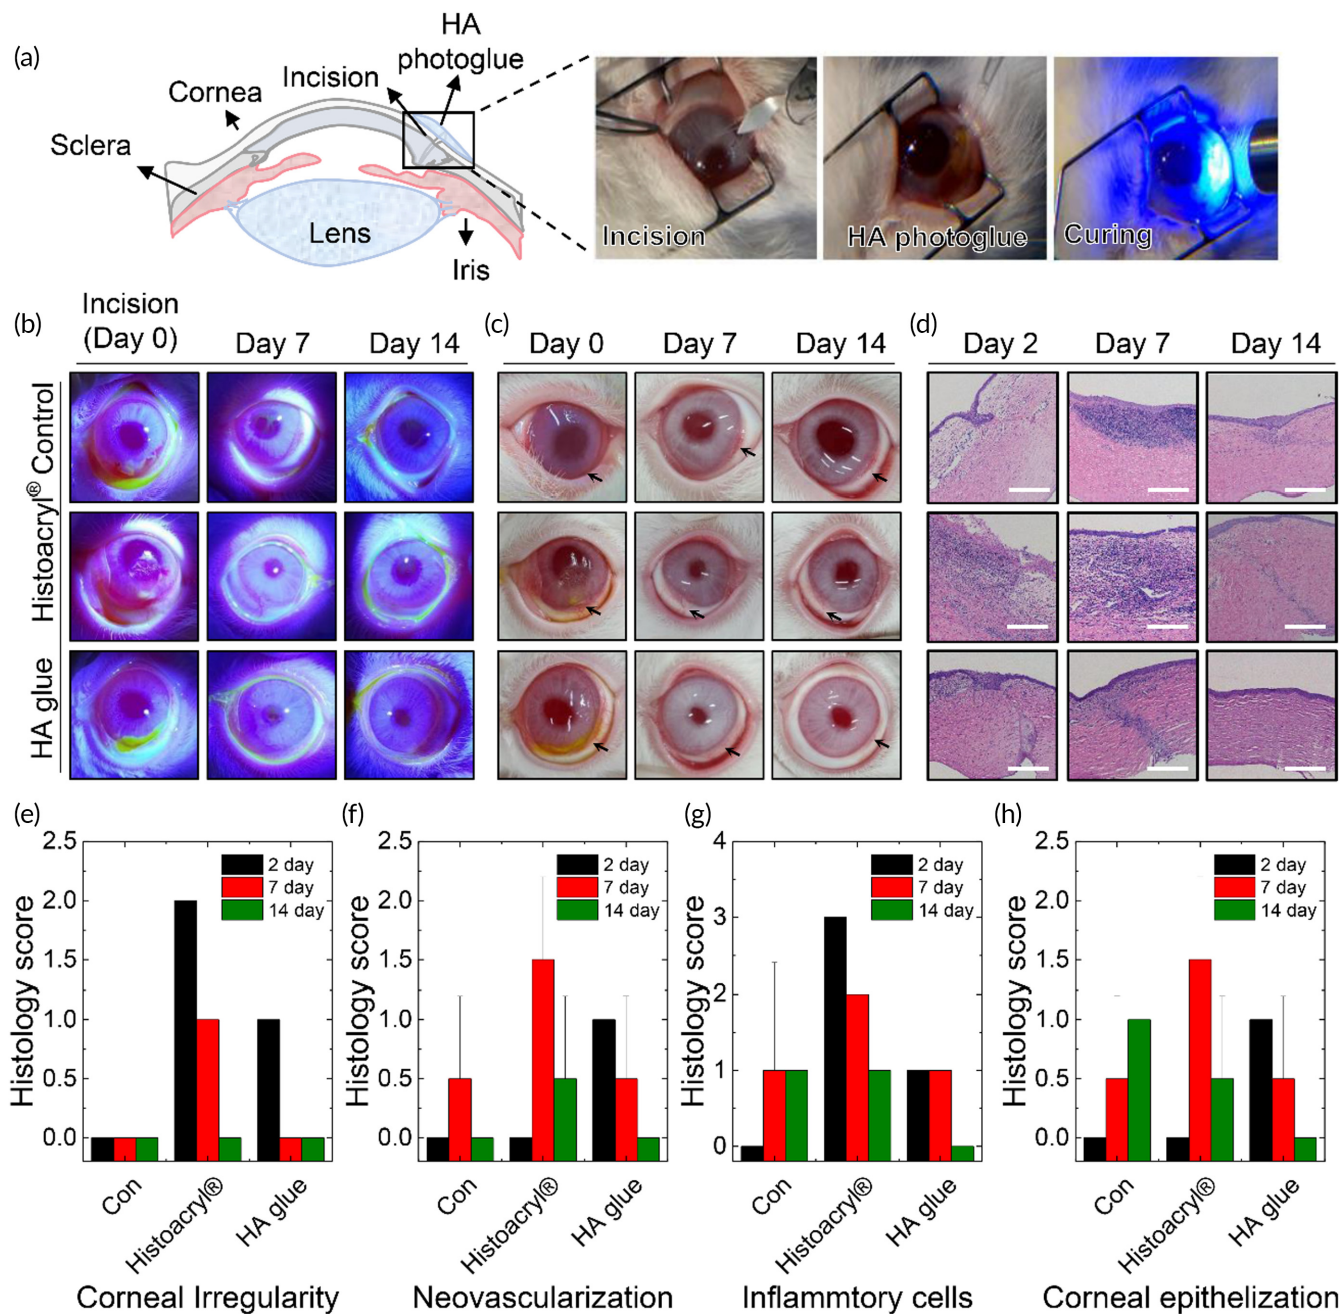 (a)
HA
photoglue
Incision
Cornea
Sclera
Lens
Iris
Incision
HA photoglue
Curing
(b)
Incision
(Day 0)
Day 7
Day 14
(c)
Day 0
Day 7
Day 14
(d)
Day 2
Day 7
Day 14
Control
Histoacryl®
HA glue
(e)
2.5
2.0
1.5
1.0
0.5
0.0
Histology score
2 day
7 day
14 day
Con
Histoacryl®
HA glue
Corneal Irregularity
(f)
2.5
2.0
1.5
1.0
0.5
0.0
Histology score
2 day
7 day
14 day
Con
Histoacryl®
HA glue
Neovascularization
(g)
4
3
2
1
0
Histology score
2 day
7 day
14 day
Con
Histoacryl®
HA glue
Inflammtory cells
(h)
2.5
2.0
1.5
1.0
0.5
0.0
Histology score
2 day
7 day
14 day
Con
Histoacryl®
HA glue
Corneal epithelization